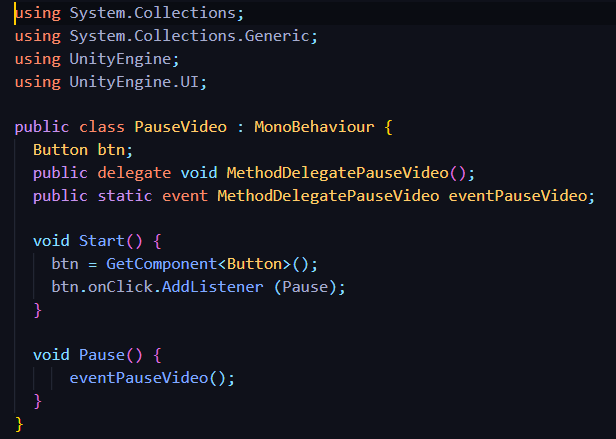 using System.Collections;
using System.Collections.Generic;
using UnityEngine;
using UnityEngine.UI;

public class PauseVideo : MonoBehaviour {
  Button btn;
  public delegate void MethodDelegatePauseVideo();
  public static event MethodDelegatePauseVideo eventPauseVideo;

  void Start() {
    btn = GetComponent<Button>();
    btn.onClick.AddListener (Pause);
  }

  void Pause() {
      eventPauseVideo();
  }
}